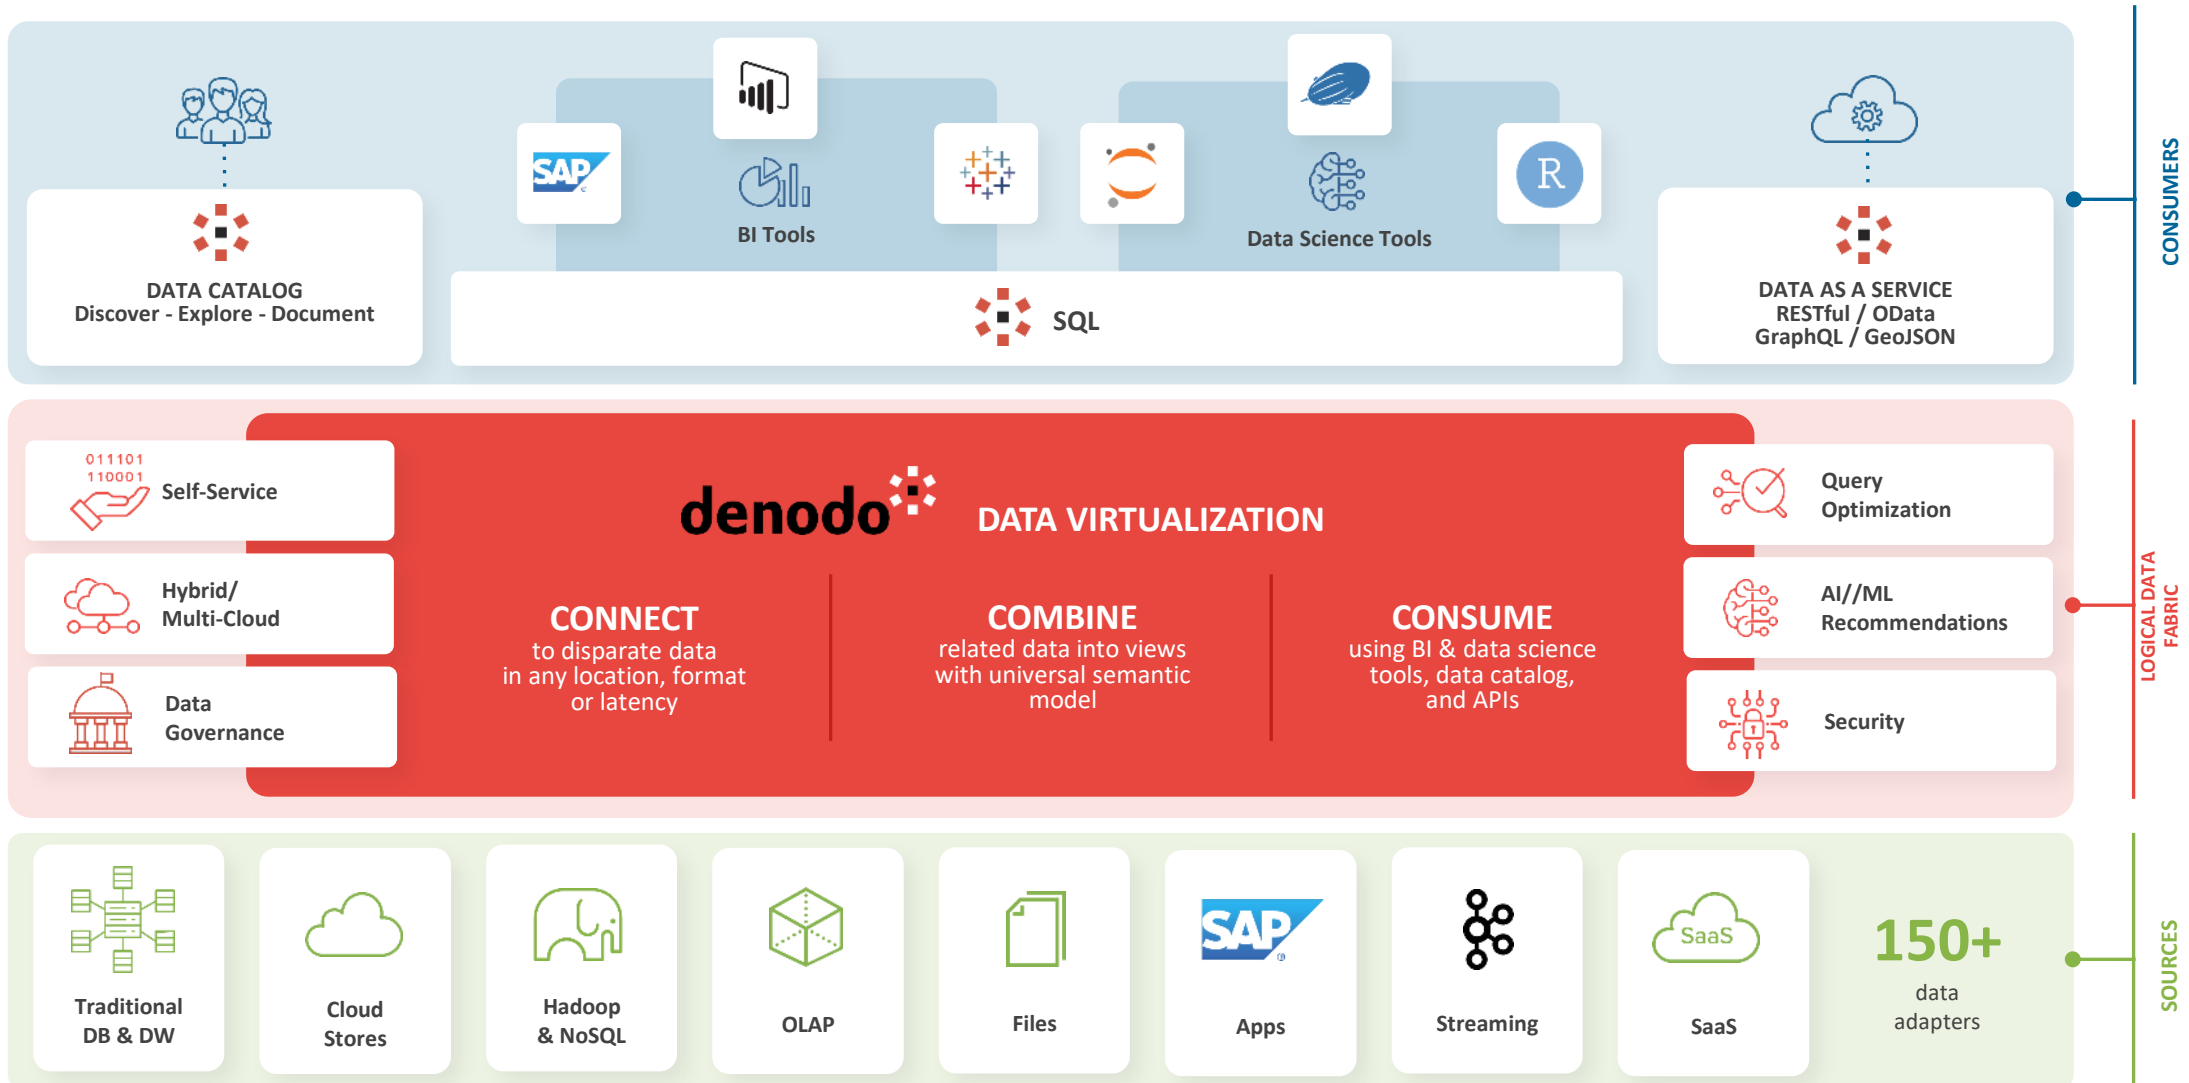 SAP
BI Tools
Data Science Tools
R
DATA CATALOG
Discover - Explore - Document
SQL
DATA AS A SERVICE
RESTful / OData
GraphQL / GeoJSON
CONSUMERS
011101
110001
Self-Service
Hybrid/
Multi-Cloud
Data
Governance
denodo
DATA VIRTUALIZATION
CONNECT
to disparate data
in any location, format
or latency
COMBINE
related data into views
with universal semantic
model
CONSUME
using BI & data science
tools, data catalog,
and APIs
Query
Optimization
AI//ML
Recommendations
Security
LOGICAL DATA
FABRIC
Traditional
DB & DW
Cloud
Stores
Hadoop
& NoSQL
OLAP
Files
SAP
®
Apps
Streaming
SaaS
SaaS
150+
data
adapters
SOURCES